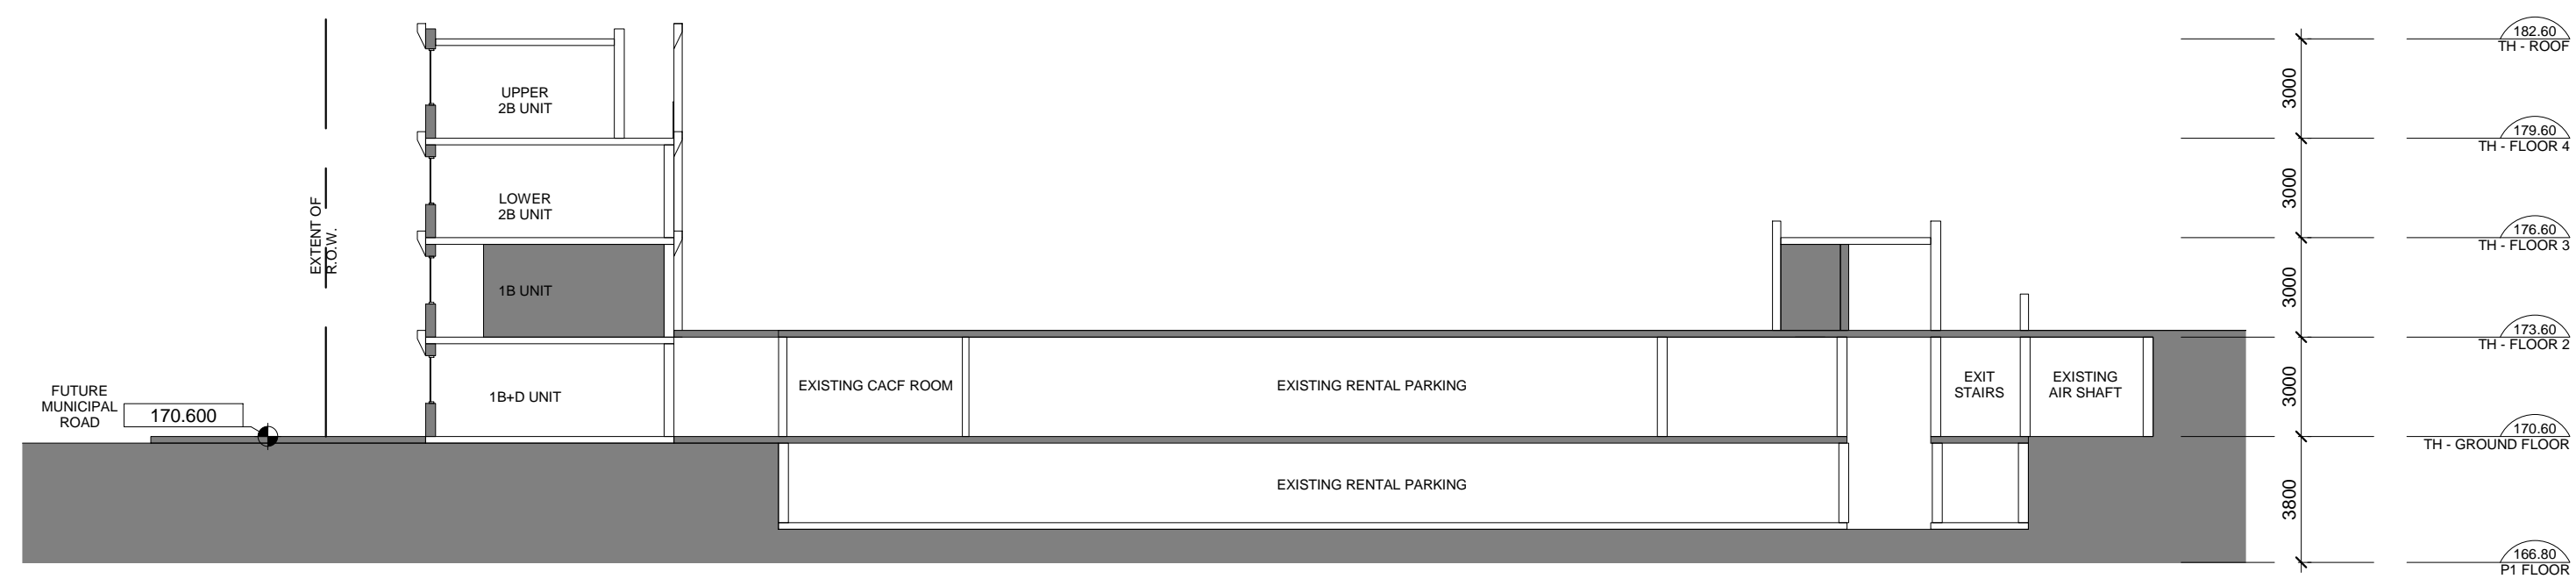 182.60
TH - ROOF
3000
UPPER
2B UNIT
179.60
TH - FLOOR 4
3000
LOWER
2B UNIT
EXTENT OF
R.O.W.
176.60
TH - FLOOR 3
3000
1B UNIT
173.60
TH - FLOOR 2
3000
FUTURE
MUNICIPAL
ROAD
170.600
1B+D UNIT
EXISTING CACF ROOM
EXISTING RENTAL PARKING
EXIT
STAIRS
EXISTING
AIR SHAFT
170.60
TH - GROUND FLOOR
EXISTING RENTAL PARKING
3800
166.80
P1 FLOOR